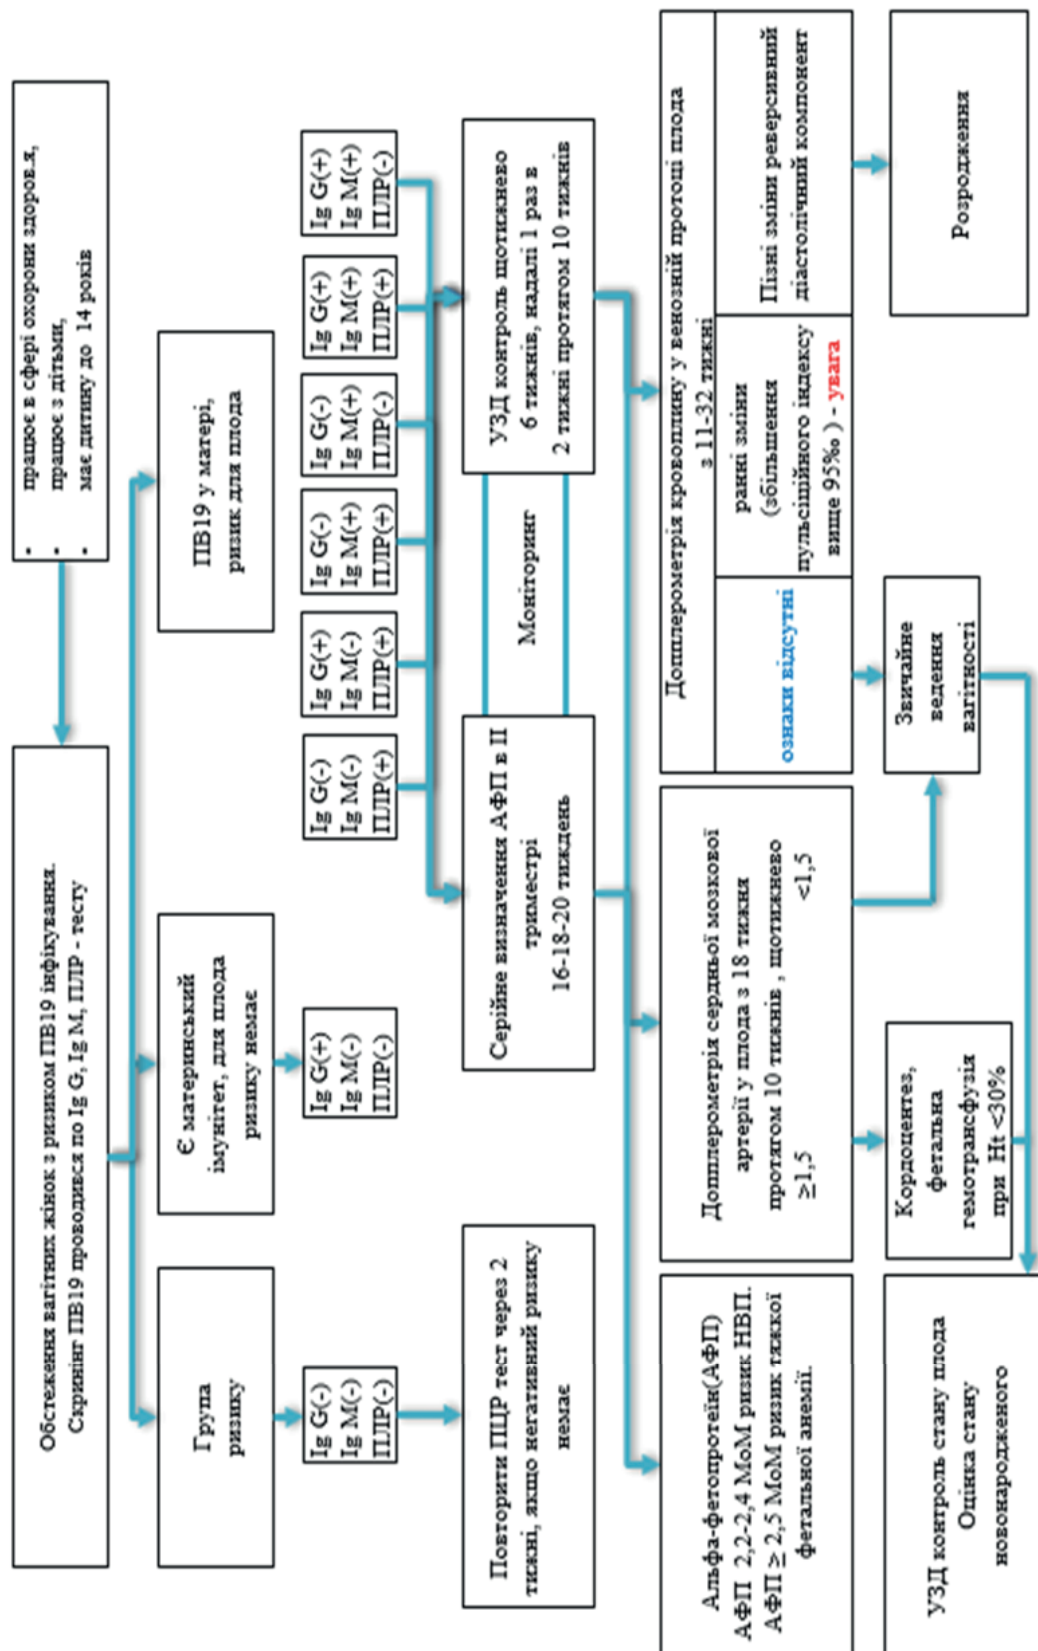 - працює в сфері охорони здоров.я,
- працює з дітьми,
- має дитину до 14 років
Обстеження вагітних жінок з ризиком ПВ19 інфікування.
Скринінг ПВ19 проводився по Ig G, Ig M, ПЛР - тесту
Група
ризику
Є материнський
імунітет, для плода
ризику немає
ПВ19 у матері,
ризик для плода
Ig G(-)
Ig M(-)
ПЛР(-)
Ig G(+)
Ig M(-)
ПЛР(-)
Ig G(-)
Ig M(-)
ПЛР(+)
Ig G(+)
Ig M(-)
ПЛР(+)
Ig G(-)
Ig M(+)
ПЛР(+)
Ig G(-)
Ig M(+)
ПЛР(-)
Ig G(+)
Ig M(+)
ПЛР(+)
Ig G(+)
Ig M(+)
ПЛР(-)
Повторити ПЦР тест через 2
тижні, якщо негативний ризику
немає
Серійне визначення АФП в ІІ
триместрі
16-18-20 тиждень
Моніторинг
УЗД контроль щотижнево
6 тижнів, надалі 1 раз в
2 тижні протягом 10 тижнів
Альфа-фетопротеїн(АФП)
АФП 2,2-2,4 МоМ ризик НВП.
АФП ≥ 2,5 МоМ ризик тяжкої
фетальної анемії.
Допплерометрія сердньої мозкової
артерії у плода з 18 тижня
протягом 10 тижнів , щотижнево
≥1,5 <1,5
Допплерометрія кровоплину у венозній протоці плода
з 11-32 тижні
ознаки відсутні
ранні зміни
(збільшення
пульсіційного індексу
вище 95‰ ) - увага
Пізні зміни реверсивний
діастолічний компонент
УЗД контроль стану плода
Оцінка стану
новонародженого
Кордоцентез,
фетальна
гемотрансфузія
при Ht <30%
Звичайне
ведення
вагітності
Розродження